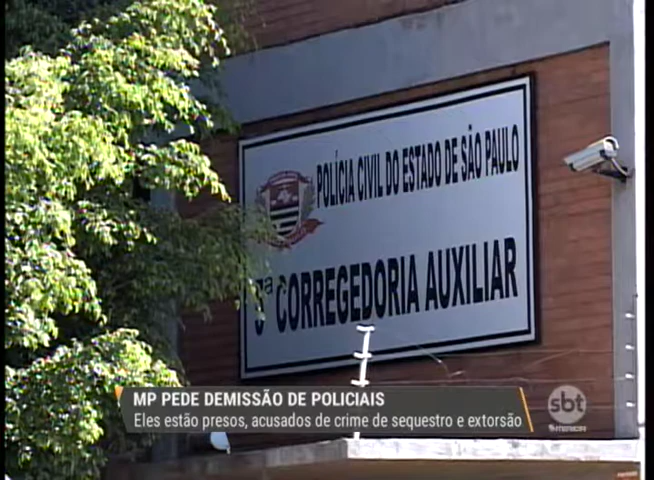 POLÍCIA CIVIL DO ESTADO DE SÃO PAULO
CORREGEDORIA AUXILIAR
MP PEDE DEMISSÃO DE POLICIAIS
Eles estão presos, acusados de crime de sequestro e extorsão
sbt